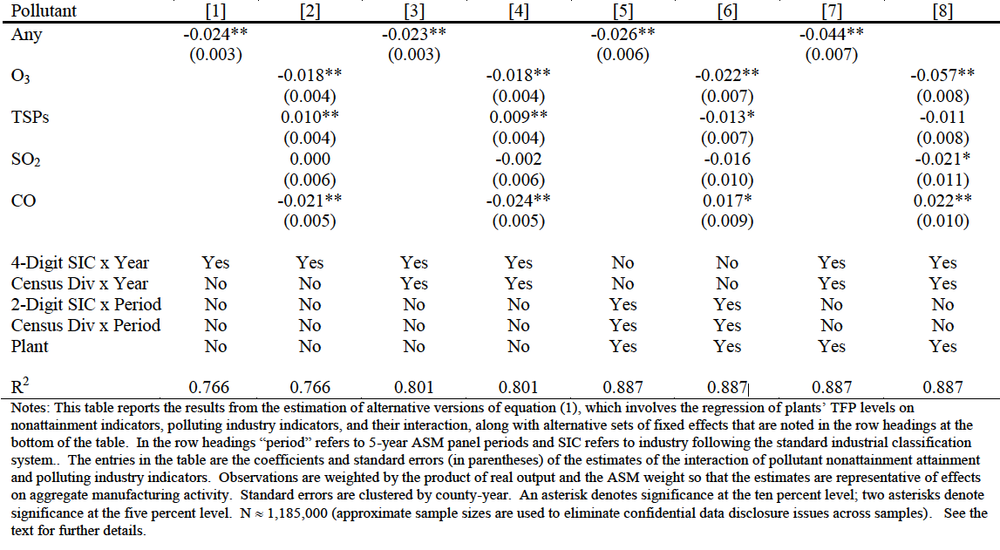 Pollutant [1] [2] [3] [4] [5] [6] [7] [8]
Any -0.024** -0.023** -0.026** -0.044**
(0.003) (0.003) (0.006) (0.007)
O3 -0.018** -0.018** -0.022** -0.057**
(0.004) (0.004) (0.007) (0.008)
TSPs 0.010** 0.009** -0.013* -0.011
(0.004) (0.004) (0.007) (0.008)
SO2 0.000 -0.002 -0.016 -0.021*
(0.006) (0.006) (0.010) (0.011)
CO -0.021** -0.024** 0.017* 0.022**
(0.005) (0.005) (0.009) (0.010)
4-Digit SIC x Year Yes Yes Yes Yes No No Yes Yes
Census Div x Year No No Yes Yes No No Yes Yes
2-Digit SIC x Period No No No No Yes Yes No No
Census Div x Period No No No No Yes Yes No No
Plant No No No No Yes Yes Yes Yes
R2 0.766 0.766 0.801 0.801 0.887 0.887 0.887 0.887
Notes: This table reports the results from the estimation of alternative versions of equation (1), which involves the regression of plants' TFP levels on
nonattainment indicators, polluting industry indicators, and their interaction, along with alternative sets of fixed effects that are noted in the row headings at the
bottom of the table. In the row headings "period" refers to 5-year ASM panel periods and SIC refers to industry following the standard industrial classification
system.. The entries in the table are the coefficients and standard errors (in parentheses) of the estimates of the interaction of pollutant nonattainment attainment
and polluting industry indicators. Observations are weighted by the product of real output and the ASM weight so that the estimates are representative of effects
on aggregate manufacturing activity. Standard errors are clustered by county-year. An asterisk denotes significance at the ten percent level; two asterisks denote
significance at the five percent level. N ≈ 1,185,000 (approximate sample sizes are used to eliminate confidential data disclosure issues across samples). See the
text for further details.